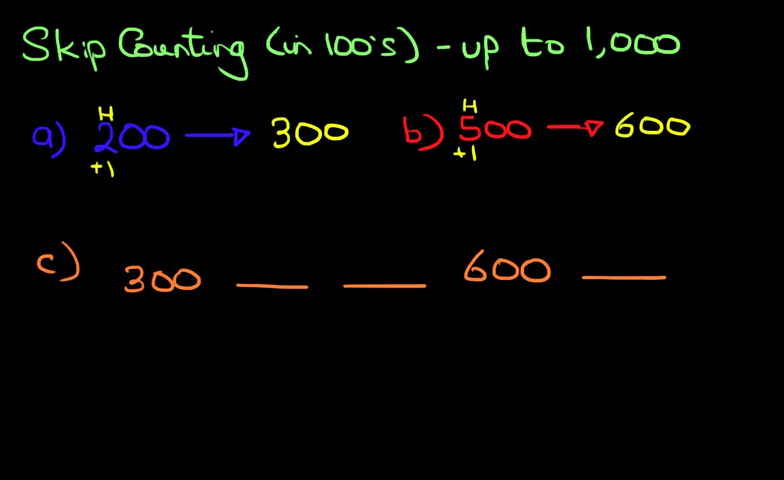 Skip Counting (in 100's) - up to 1,000
H H
a) 200 → 300 b) 500 → 600
+1 +1
c) 300 ___ ___ 600 ___